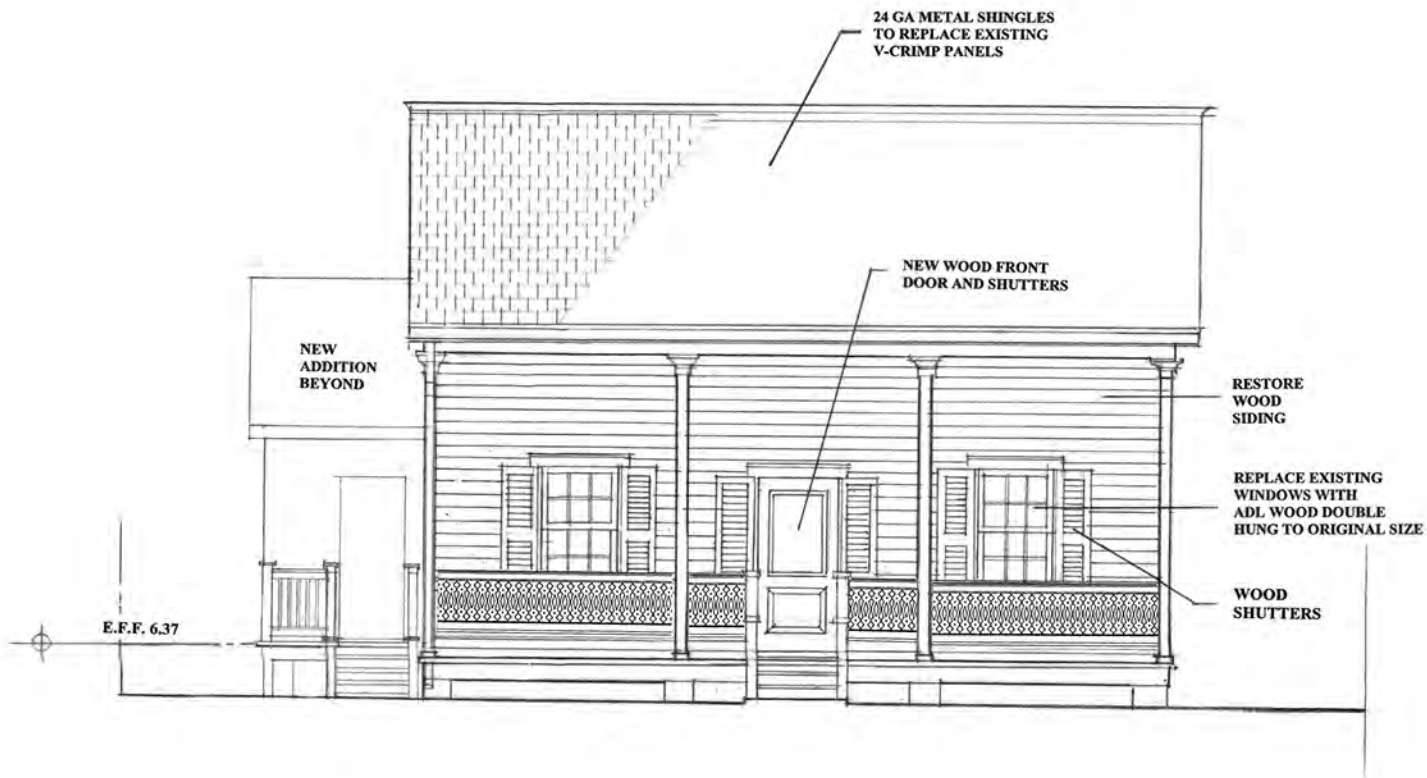 24 GA METAL SHINGLES
TO REPLACE EXISTING
V-CRIMP PANELS
NEW WOOD FRONT
DOOR AND SHUTTERS
NEW
ADDITION
BEYOND
RESTORE
WOOD
SIDING
REPLACE EXISTING
WINDOWS WITH
ADL WOOD DOUBLE
HUNG TO ORIGINAL SIZE
WOOD
SHUTTERS
E.F.F. 6.37